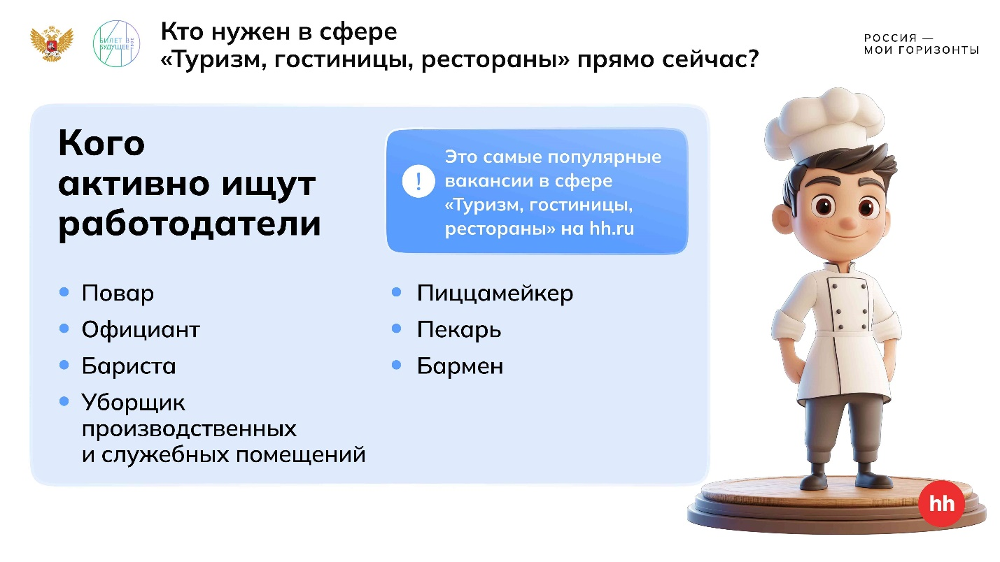 БИЛЕТ В
БУДУЩЕЕ
ТВОЕ
Кто нужен в сфере
«Туризм, гостиницы, рестораны» прямо сейчас?
РОССИЯ —
МОИ ГОРИЗОНТЫ
Кого
активно ищут
работодатели
!
Это самые популярные
вакансии в сфере
«Туризм, гостиницы,
рестораны» на hh.ru
• Повар
• Официант
• Бариста
• Уборщик
производственных
и служебных помещений
• Пиццамейкер
• Пекарь
• Бармен
hh